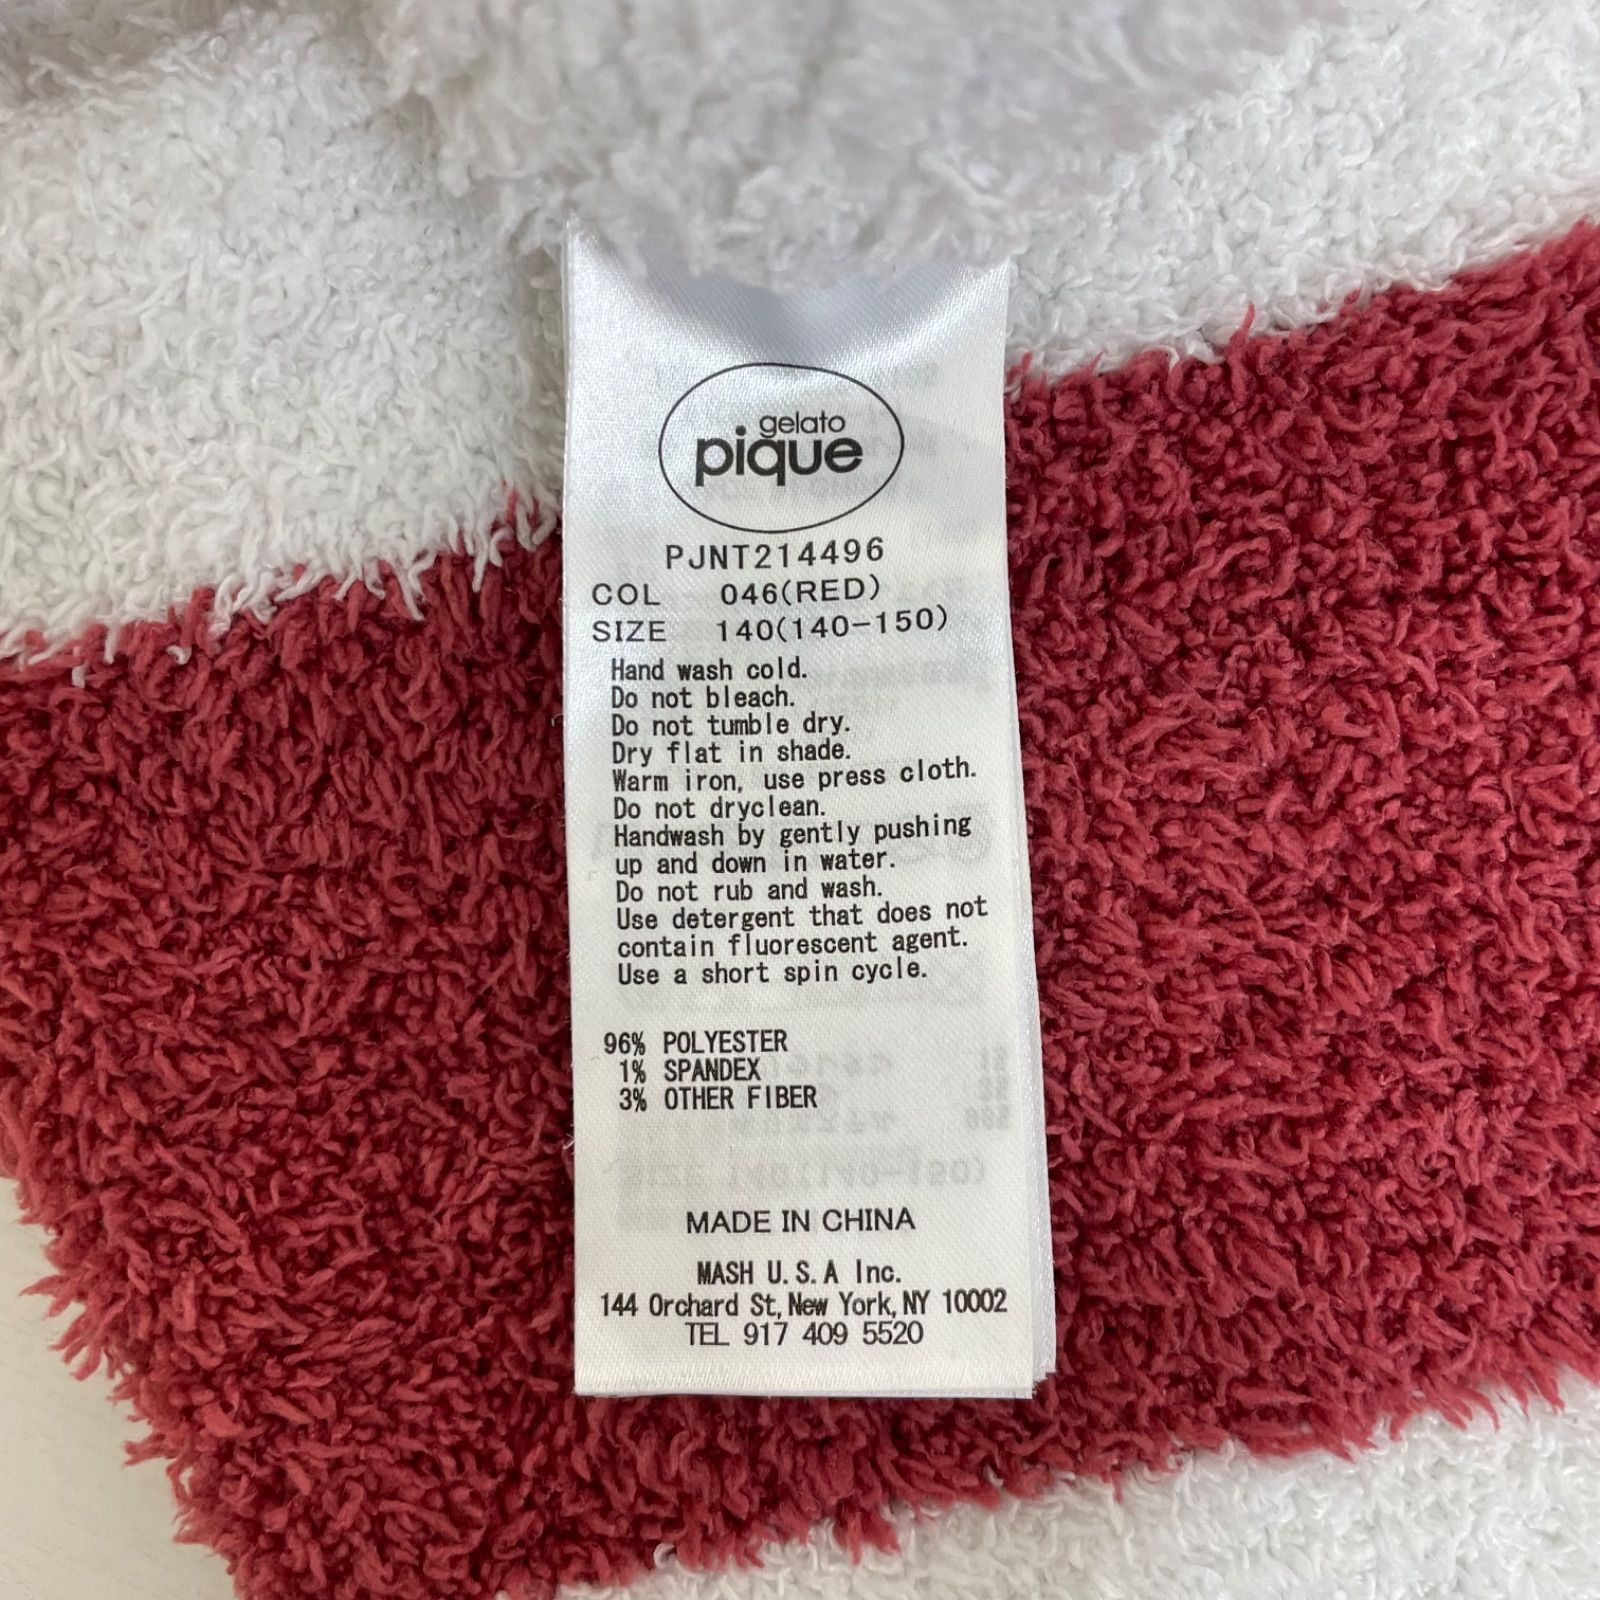 gelato
pique
PJNT214496
COL 046(RED)
SIZE 140(140-150)
Hand wash cold.
Do not bleach.
Do not tumble dry.
Dry flat in shade.
Warm iron, use press cloth.
Do not dryclean.
Handwash by gently pushing
up and down in water.
Do not rub and wash.
Use detergent that does not
contain fluorescent agent.
Use a short spin cycle.
96% POLYESTER
1% SPANDEX
3% OTHER FIBER
MADE IN CHINA
MASH U.S.A Inc.
144 Orchard St, New York, NY 10002
TEL 917 409 5520